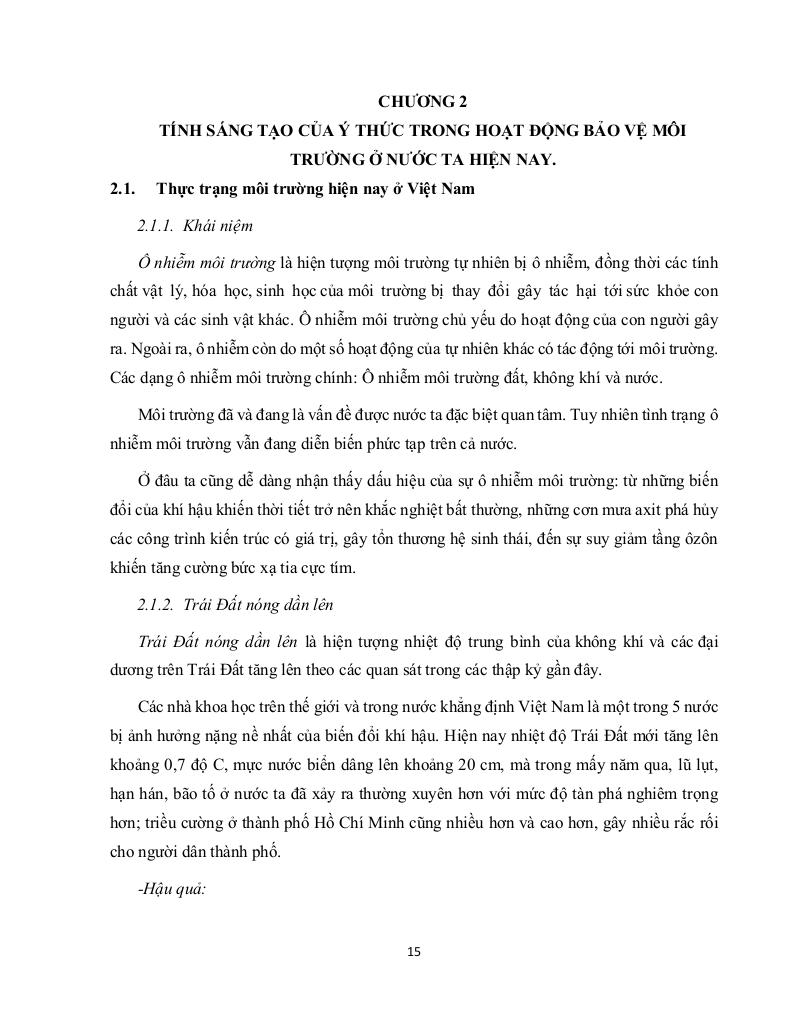 CHƯƠNG 2
TÍNH SÁNG TẠO CỦA Ý THỨC TRONG HOẠT ĐỘNG BẢO VỆ MÔI
TRƯỜNG Ở NƯỚC TA HIỆN NAY.
2.1. Thực trạng môi trường hiện nay ở Việt Nam
2.1.1. Khái niệm
Ô nhiễm môi trường là hiện tượng môi trường tự nhiên bị ô nhiễm, đồng thời các tính
chất vật lý, hóa học, sinh học của môi trường bị thay đổi gây tác hại tới sức khỏe con
người và các sinh vật khác. Ô nhiễm môi trường chủ yếu do hoạt động của con người gây
ra. Ngoài ra, ô nhiễm còn do một số hoạt động của tự nhiên khác có tác động tới môi trường.
Các dạng ô nhiễm môi trường chính: Ô nhiễm môi trường đất, không khí và nước.
Môi trường đã và đang là vấn đề được nước ta đặc biệt quan tâm. Tuy nhiên tình trạng ô
nhiễm môi trường vẫn đang diễn biến phức tạp trên cả nước.
Ở đâu ta cũng dễ dàng nhận thấy dấu hiệu của sự ô nhiễm môi trường: từ những biến
đổi của khí hậu khiến thời tiết trở nên khắc nghiệt bất thường, những cơn mưa axit phá hủy
các công trình kiến trúc có giá trị, gây tổn thương hệ sinh thái, đến sự suy giảm tầng ôzôn
khiến tăng cường bức xạ tia cực tím.
2.1.2. Trái Đất nóng dần lên
Trái Đất nóng dần lên là hiện tượng nhiệt độ trung bình của không khí và các đại
dương trên Trái Đất tăng lên theo các quan sát trong các thập kỷ gần đây.
Các nhà khoa học trên thế giới và trong nước khẳng định Việt Nam là một trong 5 nước
bị ảnh hưởng nặng nề nhất của biến đổi khí hậu. Hiện nay nhiệt độ Trái Đất mới tăng lên
khoảng 0,7 độ C, mực nước biển dâng lên khoảng 20 cm, mà trong mấy năm qua, lũ lụt,
hạn hán, bão tố ở nước ta đã xảy ra thường xuyên hơn với mức độ tàn phá nghiêm trọng
hơn; triều cường ở thành phố Hồ Chí Minh cũng nhiều hơn và cao hơn, gây nhiều rắc rối
cho người dân thành phố.
-Hậu quả:
15